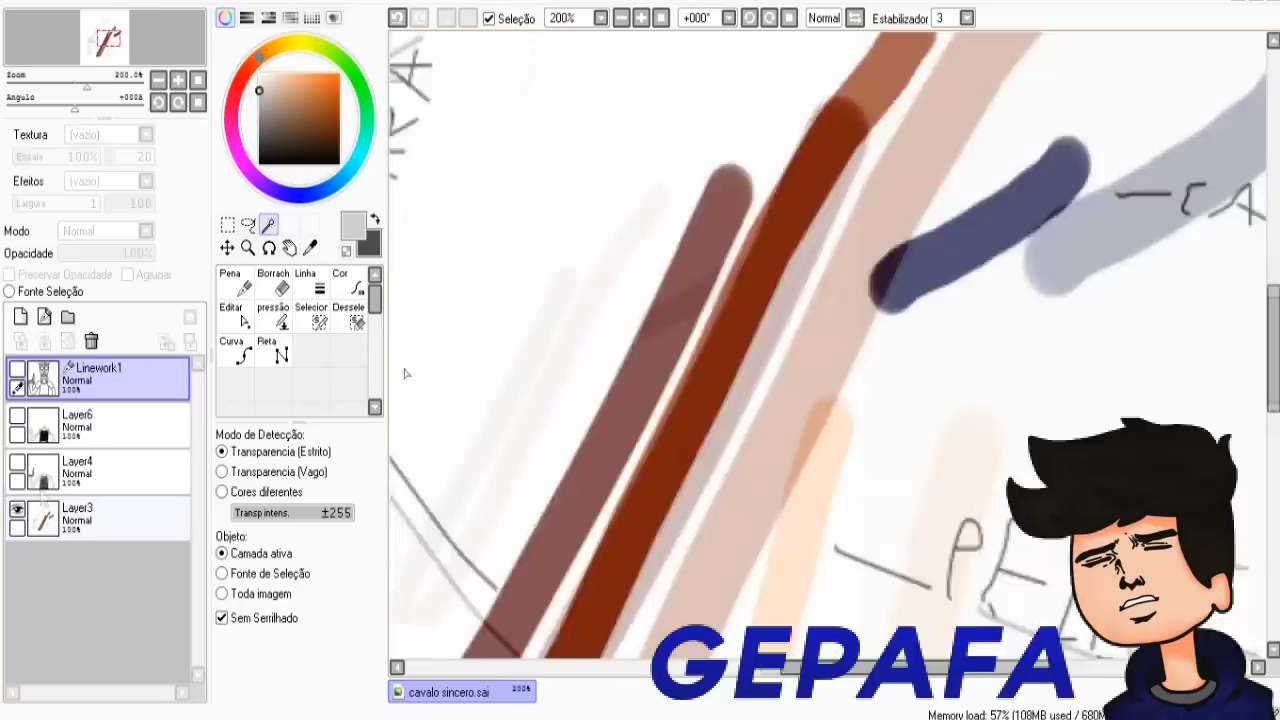 Seleção 200% +000° Normal Estabilizador 3
Zoom 200.0%
Angulo +000°
Textura (vazio)
Escala 100% 20
Efeitos (vazio)
Largura 1 100
Modo Normal
Opacidade 100%
Preservar Opacidade Agrupar
Fonte Seleção
Linework1
Normal
100%
Layer6
Normal
100%
Layer4
Normal
100%
Layer3
Normal
100%
Pena Borrach Linha Cor
Editar pressão Selecior Dessele
Curva Reta
Modo de Detecção:
Transparencia (Estrito)
Transparencia (Vago)
Cores diferentes
Transp intens. ±255
Objeto:
Camada ativa
Fonte de Seleção
Toda imagem
Sem Serrilhado
GEPAFA
cavalo sincero.sai 200%
Memory load: 57% (108MB used / 680M